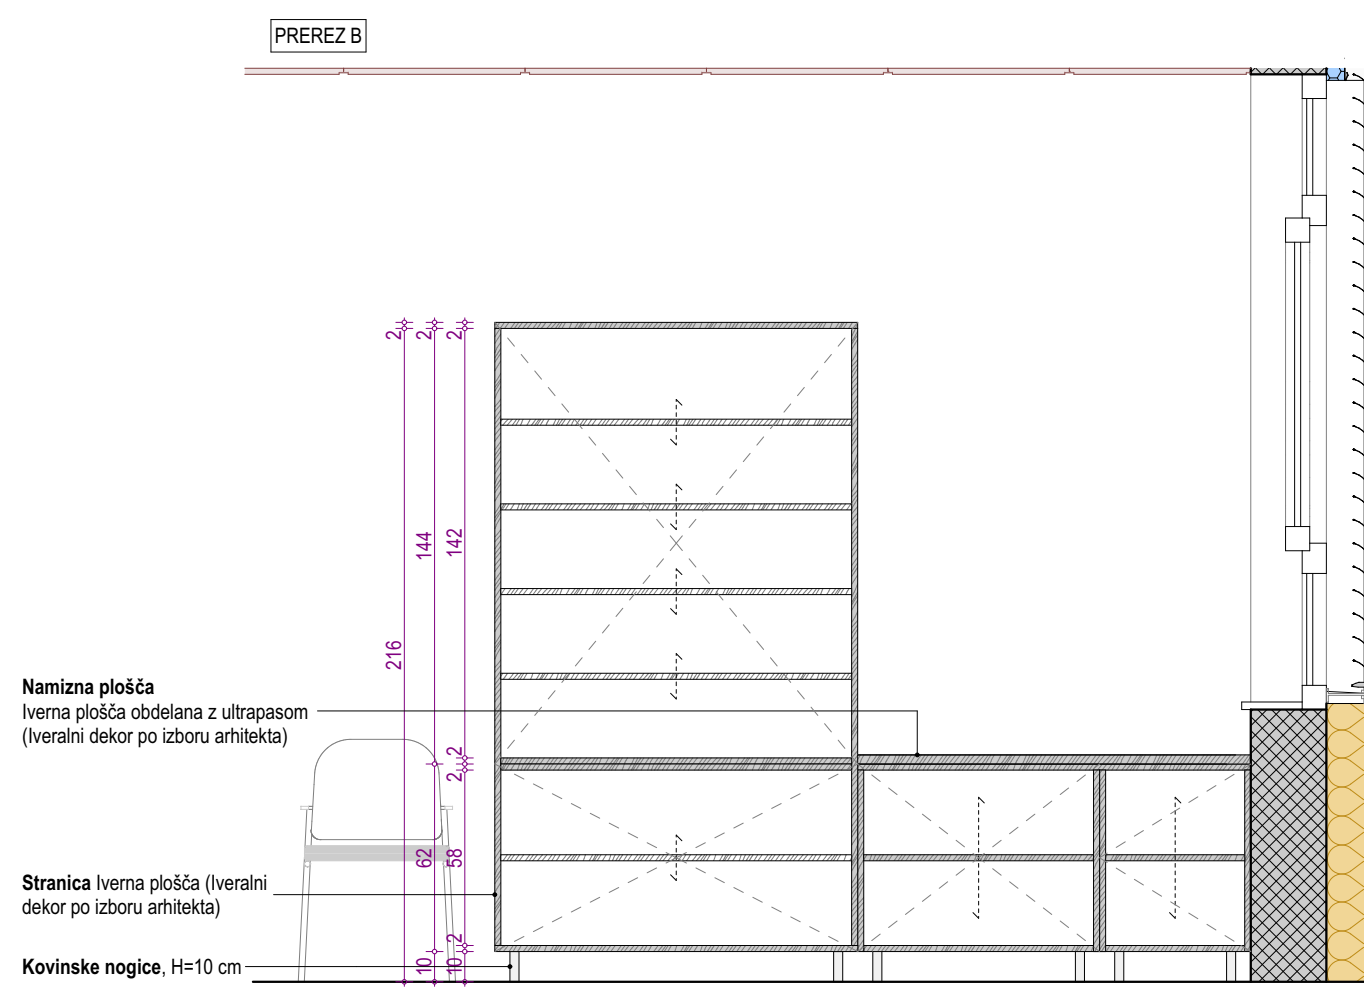 PREREZ B
2
2
2
144
142
216
Namizna plošča
Iverna plošča obdelana z ultrapasom
(Iveralni dekor po izboru arhitekta)
2
2
62
58
Stranica Iverna plošča (Iveralni
dekor po izboru arhitekta)
2
Kovinske nogice, H=10 cm
10
10